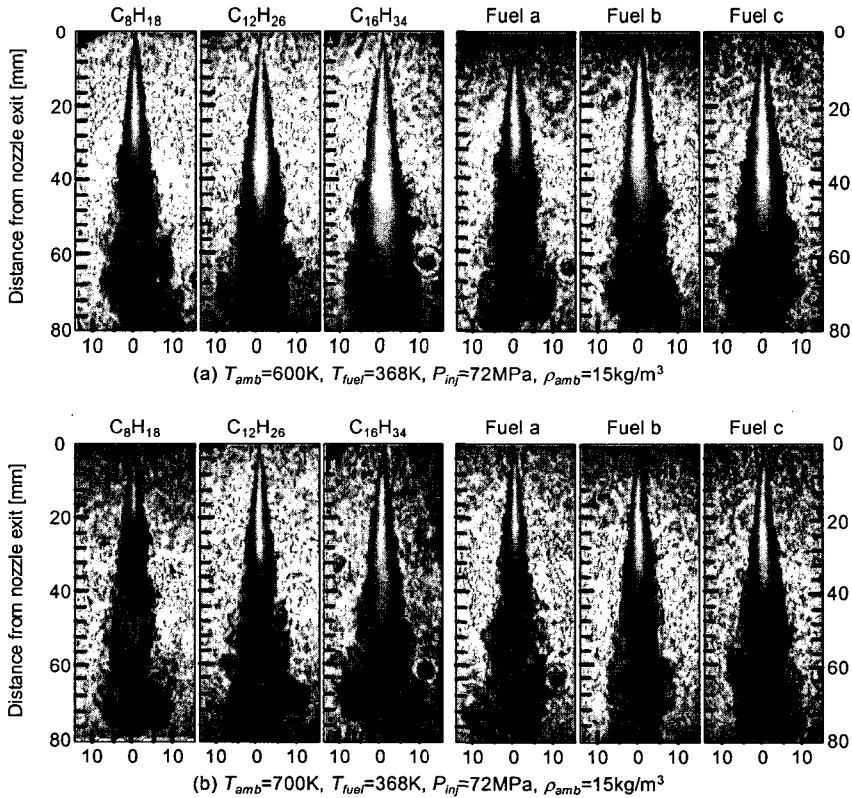 C8H18 C12H26 C16H34 Fuel a Fuel b Fuel c
0 0
20 20
40 40
60 60
80 80
Distance from nozzle exit [mm]
10 0 10 10 0 10 10 0 10 10 0 10 10 0 10 10 0 10
(a) Tamb=600K, Tfuel=368K, Pinj=72MPa, ρamb=15kg/m³
C8H18 C12H26 C16H34 Fuel a Fuel b Fuel c
0 0
20 20
40 40
60 60
80 80
Distance from nozzle exit [mm]
10 0 10 10 0 10 10 0 10 10 0 10 10 0 10 10 0 10
(b) Tamb=700K, Tfuel=368K, Pinj=72MPa, ρamb=15kg/m³